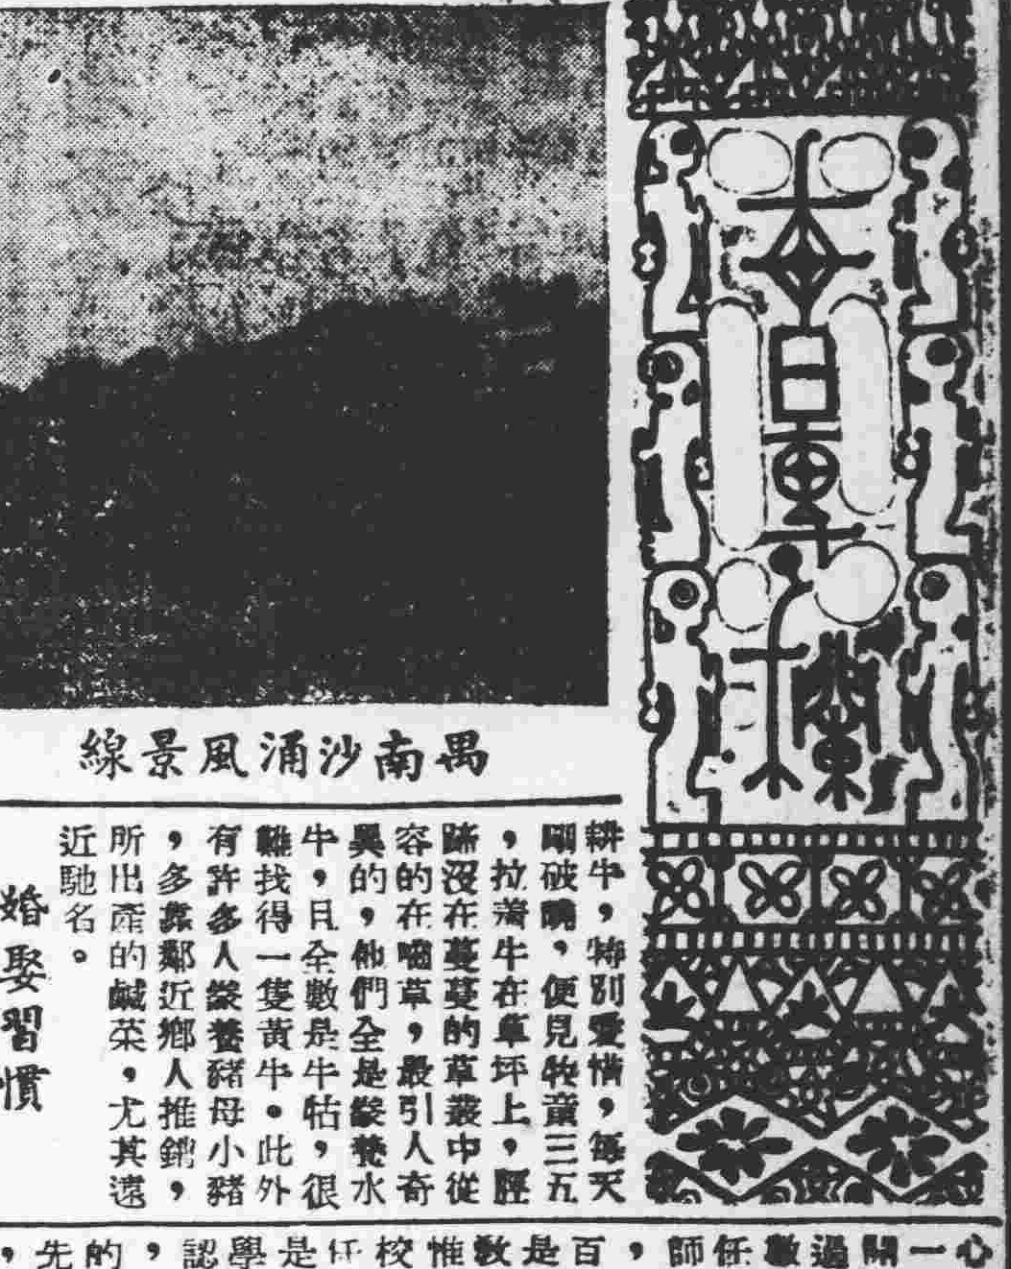 禺南沙涌風景線
耕牛,特別愛惜,每天
剛破曉,便見牧童三五
,拉着牛在草坪上,脛
蹄沒在蔓蔓的草叢中從
容的在嚼草,最引人奇
異的,他們全是養水
牛,且全數是牛牯,很
難找得一隻黃牛.此外
有許多人養豬母小豬
,多靠鄰近鄉人推銷,
所出產的鹹菜,尤其遠
近馳名。
婚娶習慣
心一關過數任師,百是數惟校任是學認,的先,